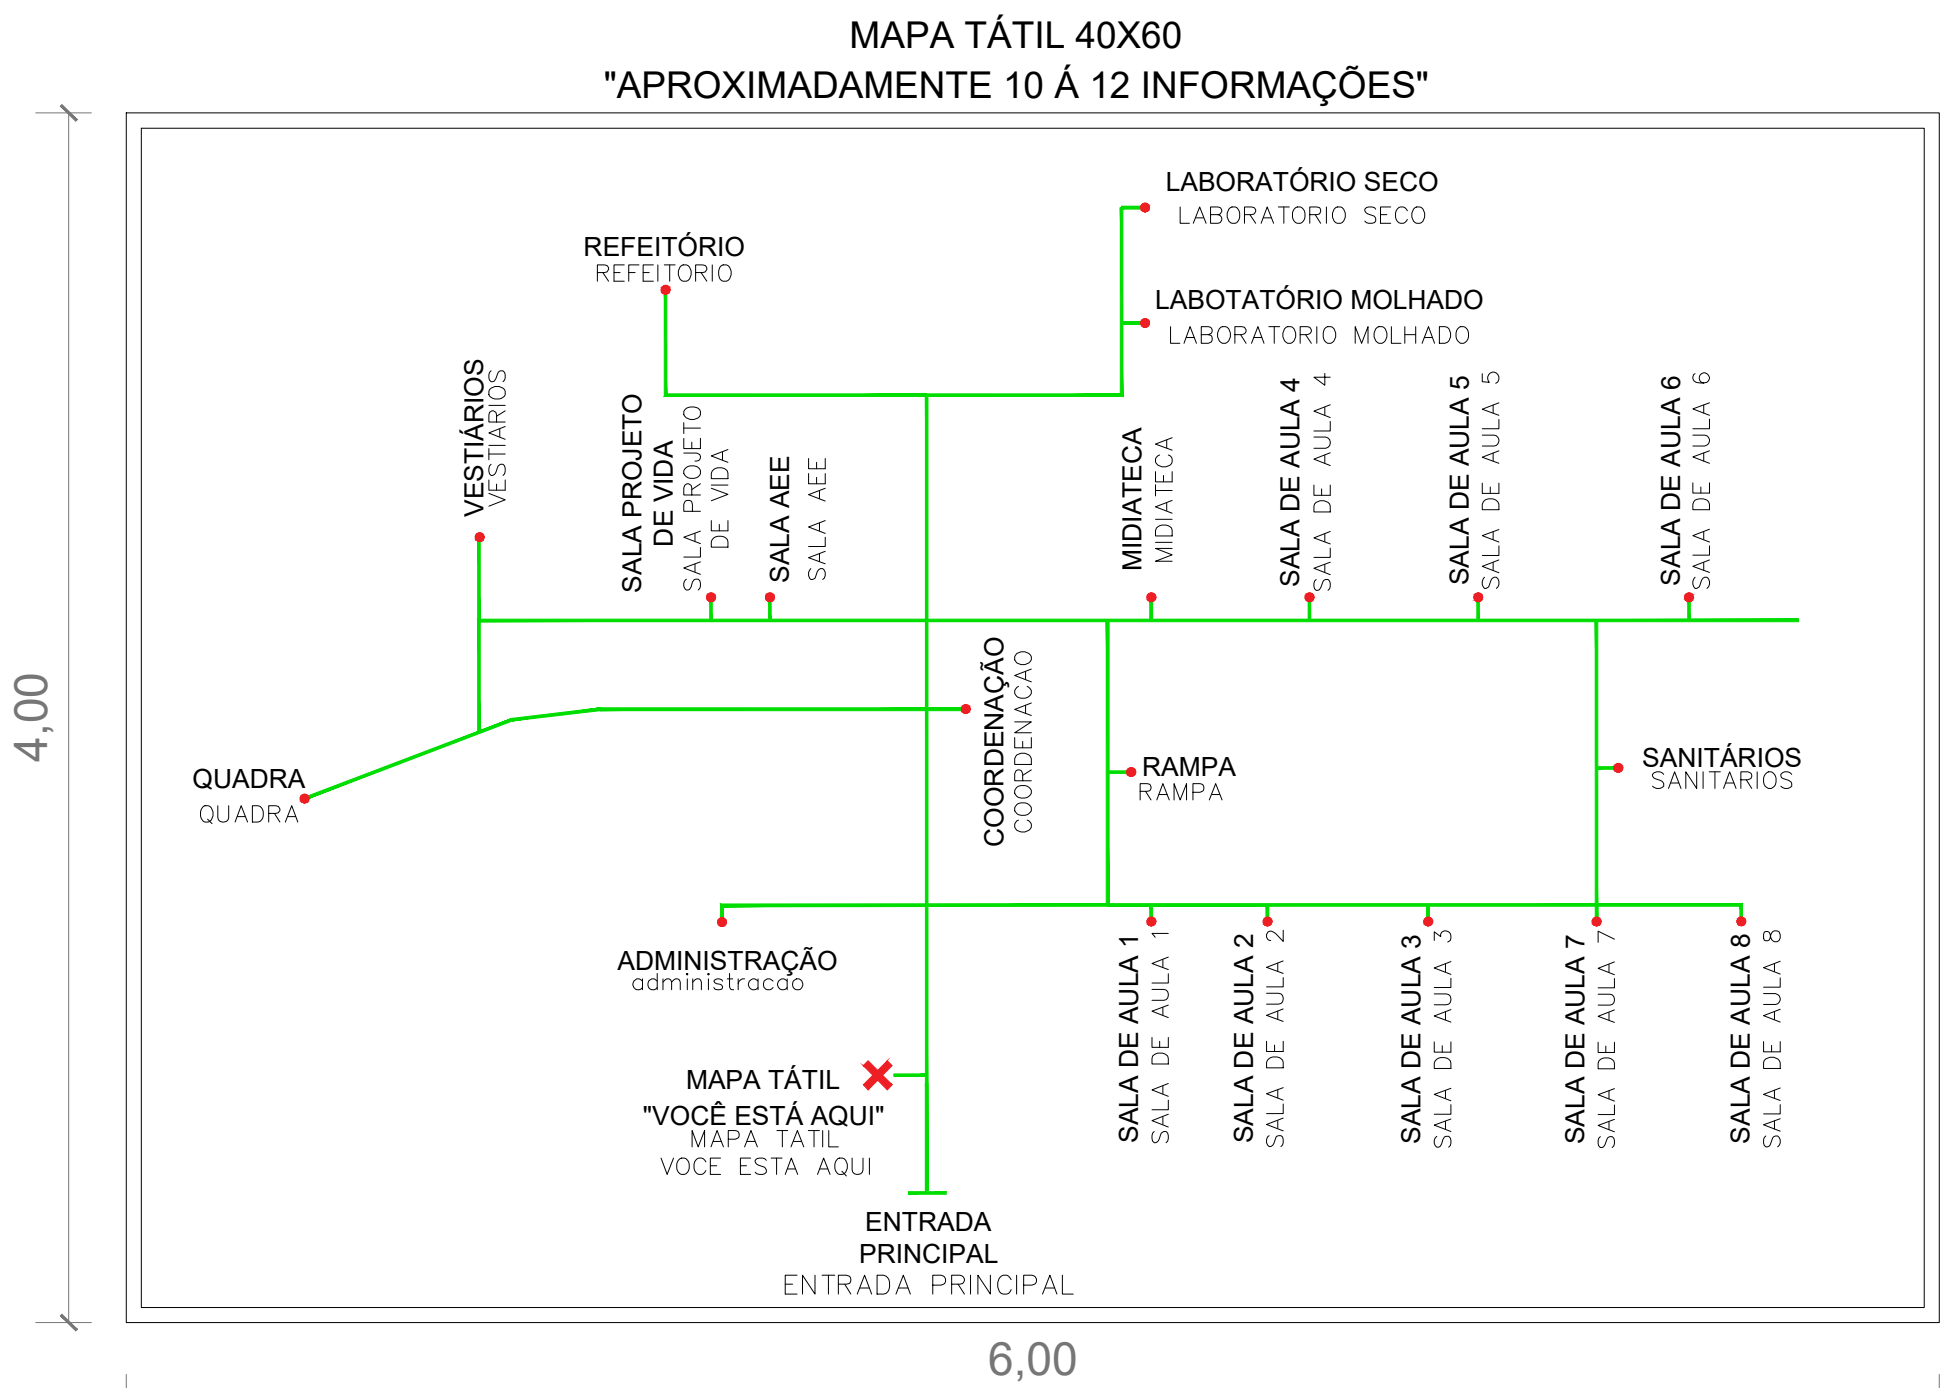 MAPA TÁTIL 40X60
"APROXIMADAMENTE 10 Á 12 INFORMAÇÕES"
LABORATÓRIO SECO
LABORATORIO SECO
REFEITÓRIO
REFEITORIO
LABOTATÓRIO MOLHADO
LABORATORIO MOLHADO
VESTIÁRIOS
VESTIARIOS
SALA PROJETO
DE VIDA
SALA PROJETO
DE VIDA
SALA AEE
SALA AEE
MIDIATECA
MIDIATECA
SALA DE AULA 4
SALA DE AULA 4
SALA DE AULA 5
SALA DE AULA 5
SALA DE AULA 6
SALA DE AULA 6
COORDENAÇÃO
COORDENACAO
4,00
QUADRA
QUADRA
RAMPA
RAMPA
SANITÁRIOS
SANITARIOS
ADMINISTRAÇÃO
administracao
SALA DE AULA 1
SALA DE AULA 1
SALA DE AULA 2
SALA DE AULA 2
SALA DE AULA 3
SALA DE AULA 3
SALA DE AULA 7
SALA DE AULA 7
SALA DE AULA 8
SALA DE AULA 8
MAPA TÁTIL
"VOCÊ ESTÁ AQUI"
MAPA TATIL
VOCE ESTA AQUI
ENTRADA
PRINCIPAL
ENTRADA PRINCIPAL
6,00